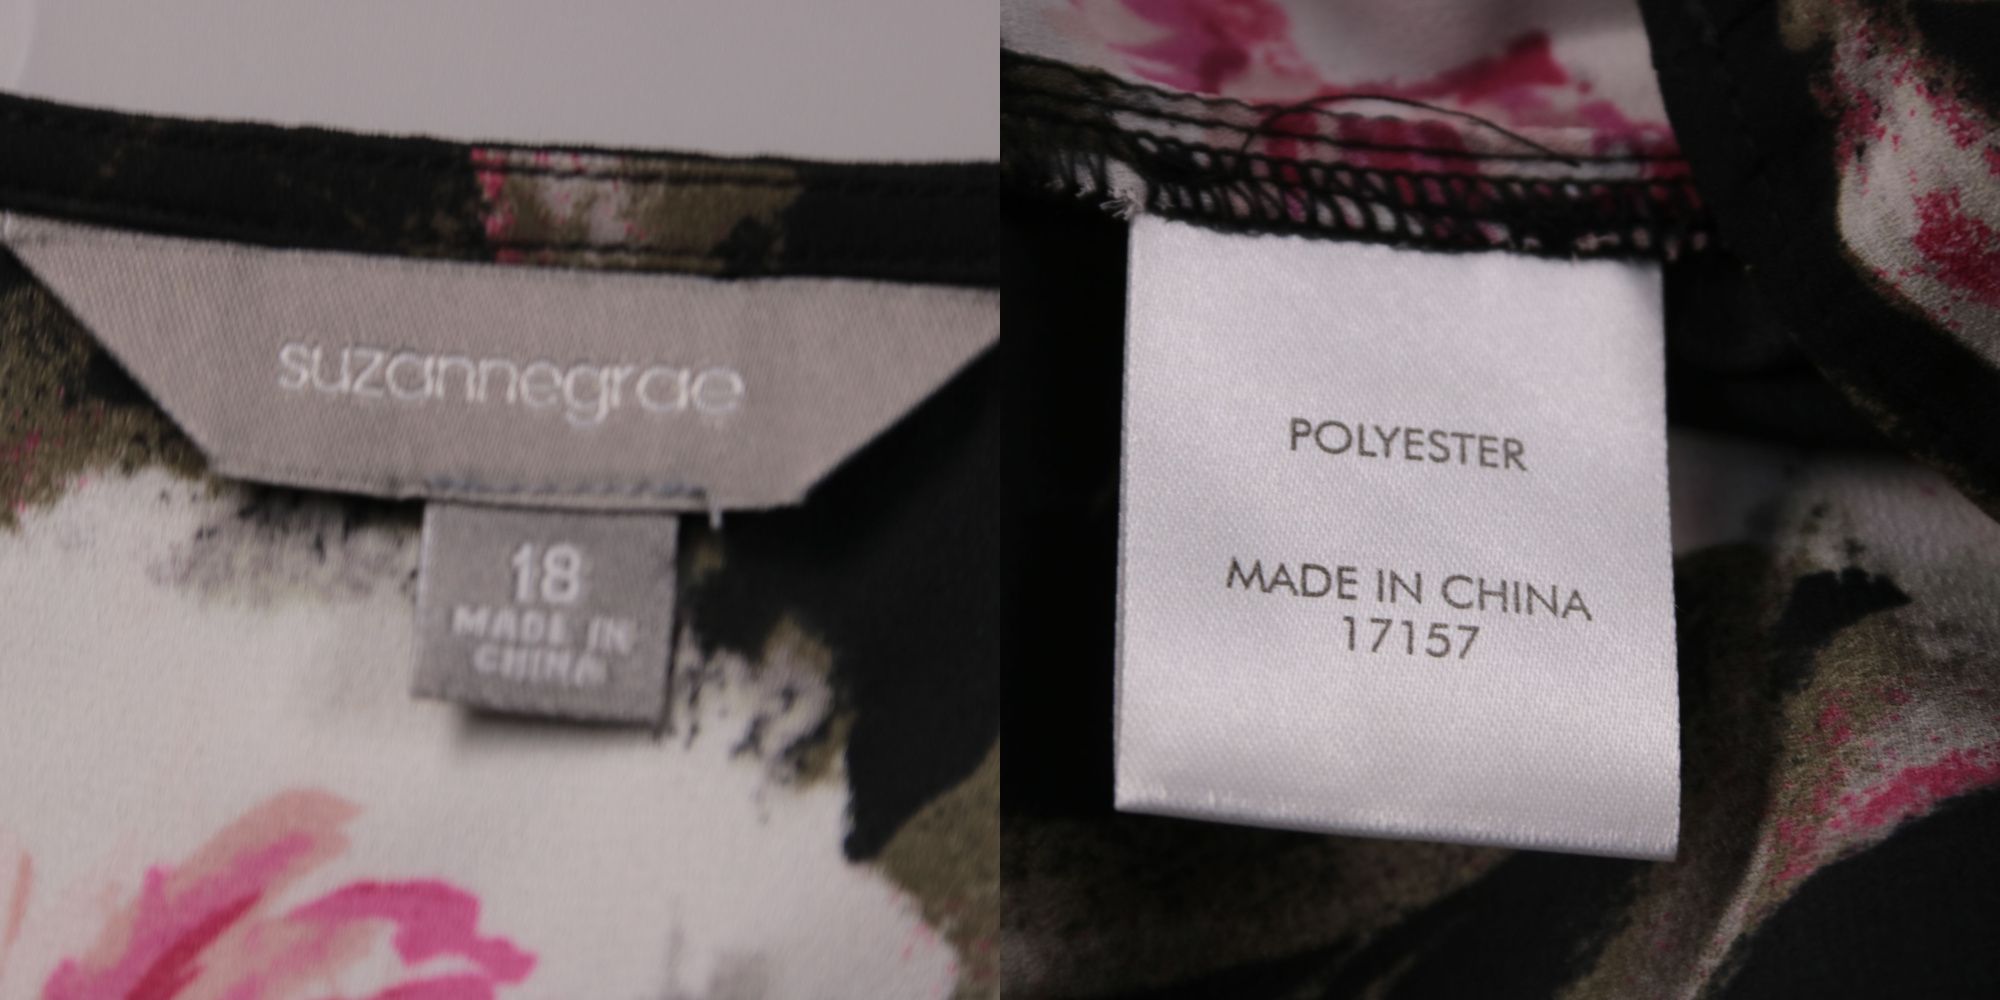 suzannegrae
18
MADE IN
CHINA
POLYESTER
MADE IN CHINA
17157